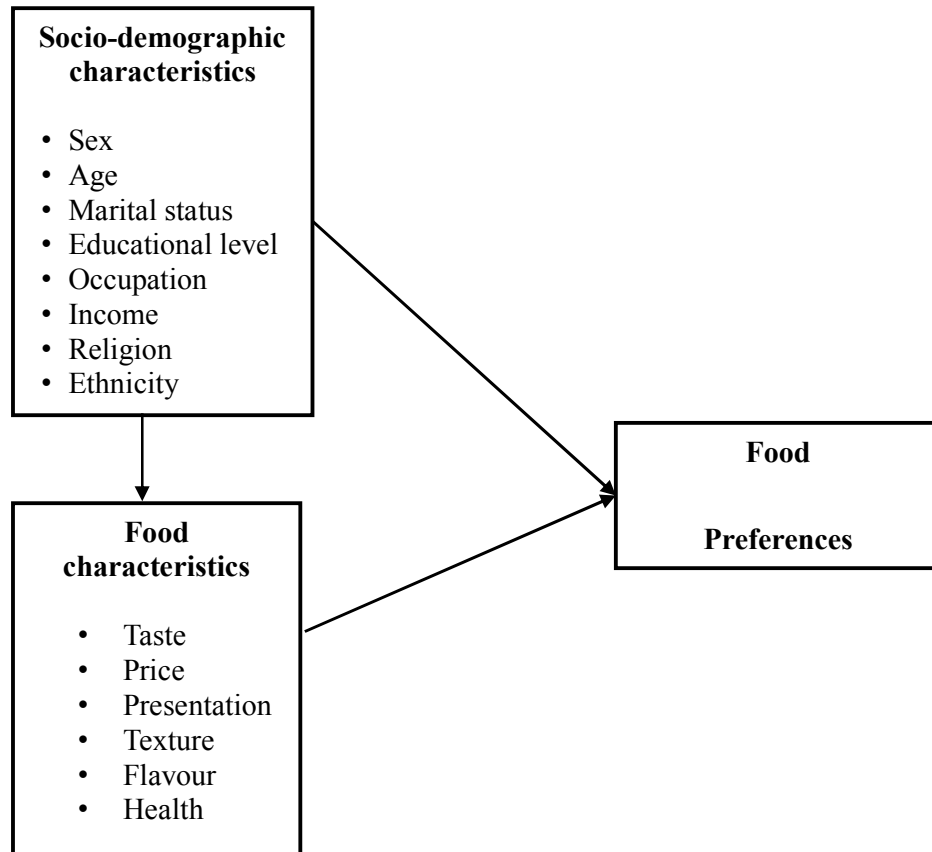 Socio-demographic
characteristics
• Sex
• Age
• Marital status
• Educational level
• Occupation
• Income
• Religion
• Ethnicity
Food
characteristics
• Taste
• Price
• Presentation
• Texture
• Flavour
• Health
Food
Preferences